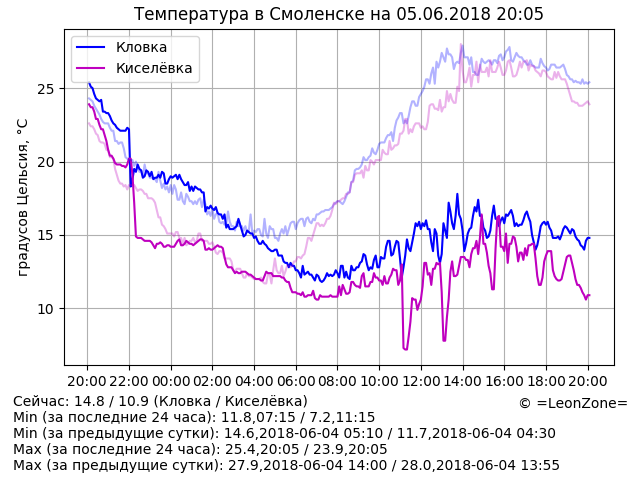 Температура в Смоленске на 05.06.2018 20:05
Кловка
Киселёвка
градусов Цельсия, °C
25
20
15
10
20:00 22:00 00:00 02:00 04:00 06:00 08:00 10:00 12:00 14:00 16:00 18:00 20:00
Сейчас: 14.8 / 10.9 (Кловка / Киселёвка)
© =LeonZone=
Min (за последние 24 часа): 11.8,07:15 / 7.2,11:15
Min (за предыдущие сутки): 14.6,2018-06-04 05:10 / 11.7,2018-06-04 04:30
Max (за последние 24 часа): 25.4,20:05 / 23.9,20:05
Max (за предыдущие сутки): 27.9,2018-06-04 14:00 / 28.0,2018-06-04 13:55